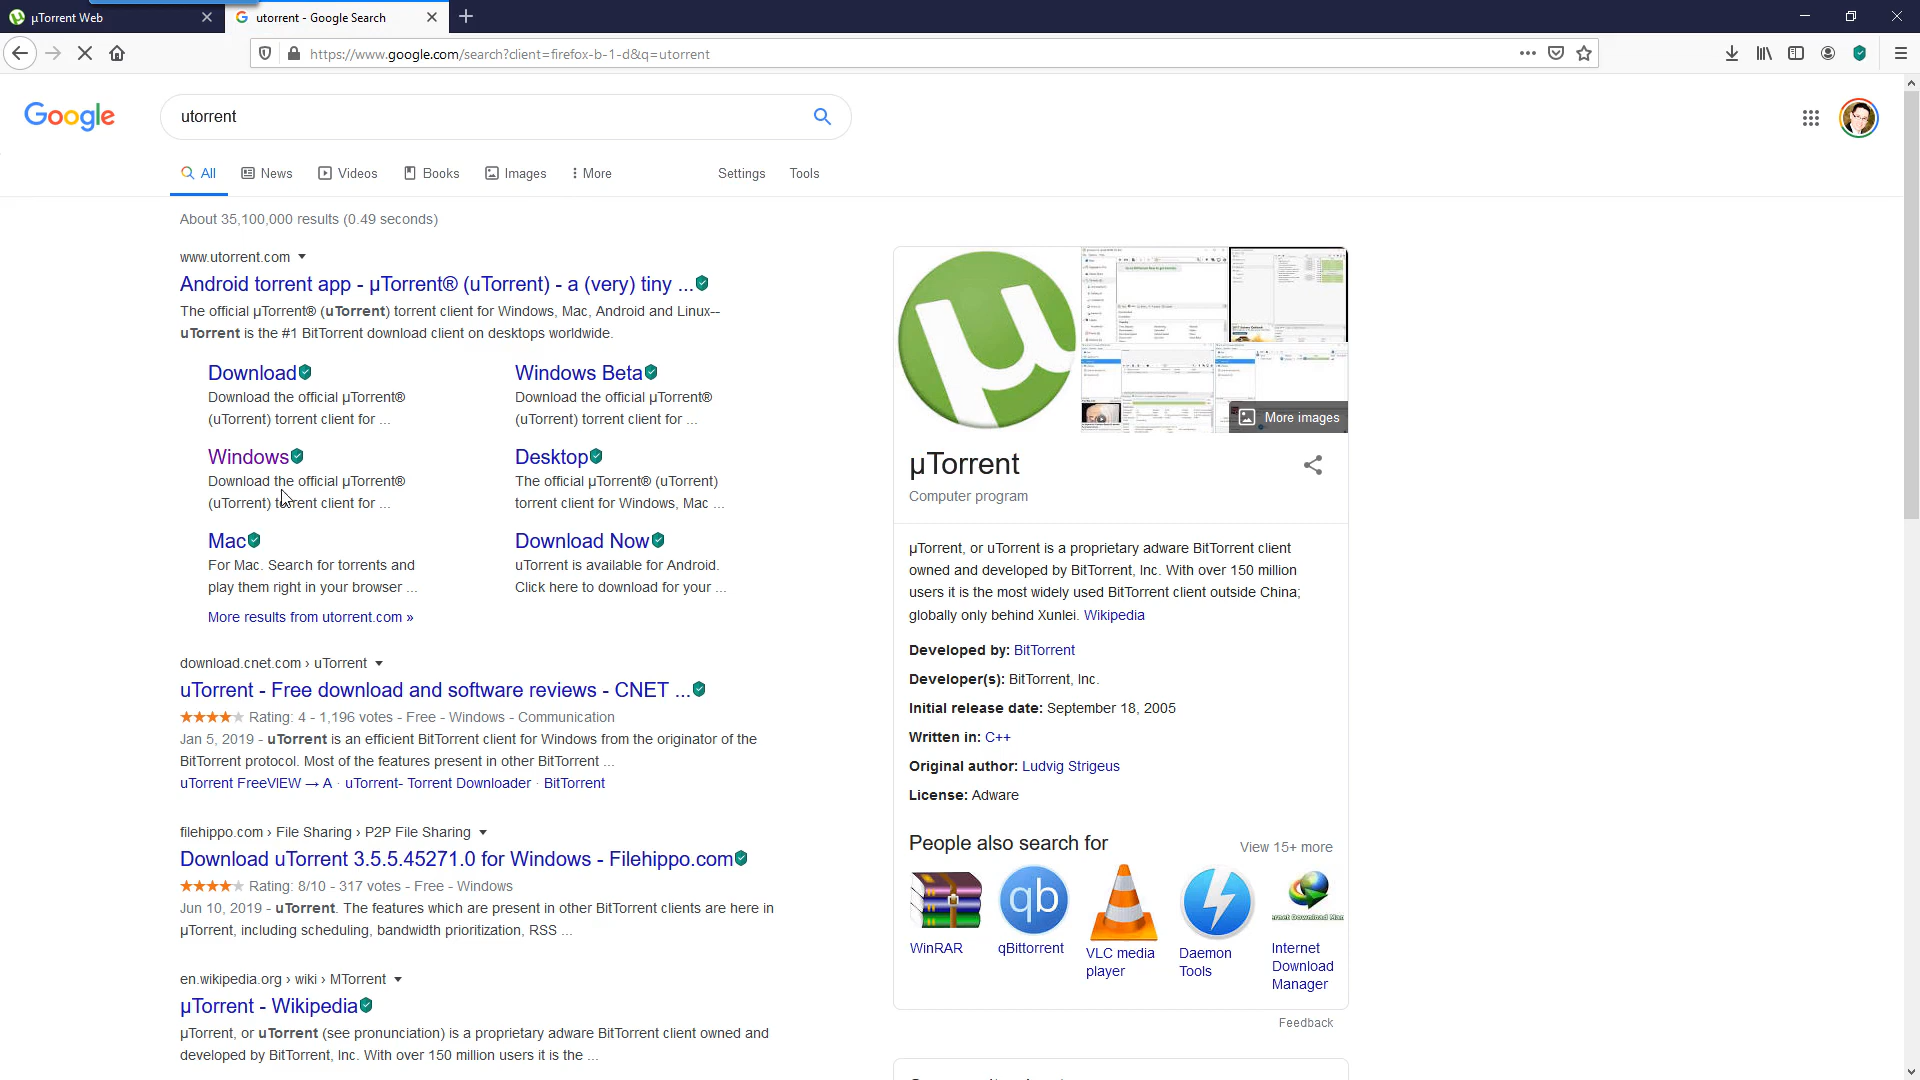 µTorrent Web
utorrent - Google Search
https://www.google.com/search?client=firefox-b-1-d&q=utorrent
Google
utorrent
All
News
Videos
Books
Images
More
Settings
Tools
About 35,100,000 results (0.49 seconds)
www.utorrent.com
Android torrent app - µTorrent® (uTorrent) - a (very) tiny ...
The official µTorrent® (uTorrent) torrent client for Windows, Mac, Android and Linux--
uTorrent is the #1 BitTorrent download client on desktops worldwide.
Download
Download the official µTorrent®
(uTorrent) torrent client for ...
Windows Beta
Download the official µTorrent®
(uTorrent) torrent client for ...
Windows
Download the official µTorrent®
(uTorrent) torrent client for ...
Desktop
The official µTorrent® (uTorrent)
torrent client for Windows, Mac ...
Mac
For Mac. Search for torrents and
play them right in your browser ...
Download Now
uTorrent is available for Android.
Click here to download for your ...
More results from utorrent.com »
download.cnet.com › uTorrent
uTorrent - Free download and software reviews - CNET ...
Rating: 4 - 1,196 votes - Free - Windows - Communication
Jan 5, 2019 - uTorrent is an efficient BitTorrent client for Windows from the originator of the
BitTorrent protocol. Most of the features present in other BitTorrent ...
uTorrent FreeVIEW → A · uTorrent- Torrent Downloader · BitTorrent
filehippo.com › File Sharing › P2P File Sharing
Download uTorrent 3.5.5.45271.0 for Windows - Filehippo.com
Rating: 8/10 - 317 votes - Free - Windows
Jun 10, 2019 - uTorrent. The features which are present in other BitTorrent clients are here in
µTorrent, including scheduling, bandwidth prioritization, RSS ...
en.wikipedia.org › wiki › MTorrent
µTorrent - Wikipedia
µTorrent, or uTorrent (see pronunciation) is a proprietary adware BitTorrent client owned and
developed by BitTorrent, Inc. With over 150 million users it is the ...
More images
µTorrent
Computer program
µTorrent, or uTorrent is a proprietary adware BitTorrent client
owned and developed by BitTorrent, Inc. With over 150 million
users it is the most widely used BitTorrent client outside China;
globally only behind Xunlei. Wikipedia
Developed by: BitTorrent
Developer(s): BitTorrent, Inc.
Initial release date: September 18, 2005
Written in: C++
Original author: Ludvig Strigeus
License: Adware
People also search for
View 15+ more
qb
WinRAR
qBittorrent
VLC media
player
Daemon
Tools
Internet
Download
Manager
Feedback